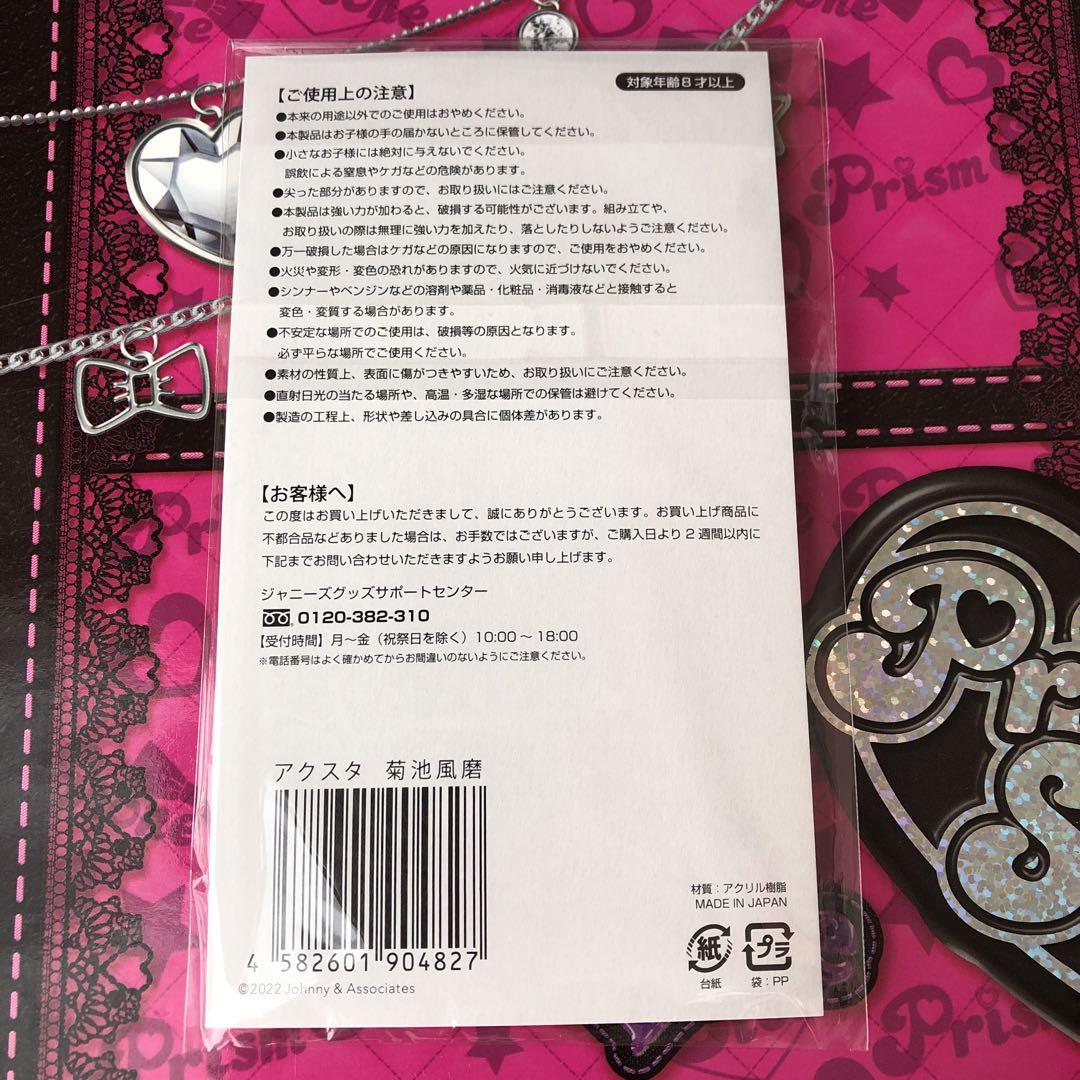 one
Prism
対象年齢8才以上
【ご使用上の注意】
●本来の用途以外でのご使用はおやめください。
●本製品はお子様の手の届かないところに保管してください。
●小さなお子様には絶対に与えないでください。
誤飲による窒息やケガなどの危険があります。
●尖った部分がありますので、お取り扱いにはご注意ください。
●本製品は強い力が加わると、破損する可能性がございます。組み立てや、
お取り扱いの際は無理に強い力を加えたり、落としたりしないようご注意ください。
●万一破損した場合はケガなどの原因になりますので、ご使用をおやめください。
●火災や変形・変色の恐れがありますので、火気に近づけないでください。
●シンナーやベンジンなどの溶剤や薬品・化粧品・消毒液などと接触すると
変色・変質する場合があります。
●不安定な場所でのご使用は、破損等の原因となります。
必ず平らな場所でご使用ください。
●素材の性質上、表面に傷がつきやすいため、お取り扱いにご注意ください。
●直射日光の当たる場所や、高温・多湿な場所での保管は避けてください。
●製造の工程上、形状や差し込みの具合に個体差があります。
【お客様へ】
この度はお買い上げいただきまして、誠にありがとうございます。お買い上げ商品に
不都合品などありました場合は、お手数ではございますが、ご購入日より2週間以内に
下記までお問い合わせいただきますようお願い申し上げます。
ジャニーズグッズサポートセンター
0120-382-310
【受付時間】月〜金(祝祭日を除く)10:00〜18:00
※電話番号はよく確かめてからお間違いのないようにご注意ください。
アクスタ 菊池風磨
4 582601 904827
©2022 Johnny & Associates
材質：アクリル樹脂
MADE IN JAPAN
紙
プラ
台紙
袋：PP
Pr
S
Prism